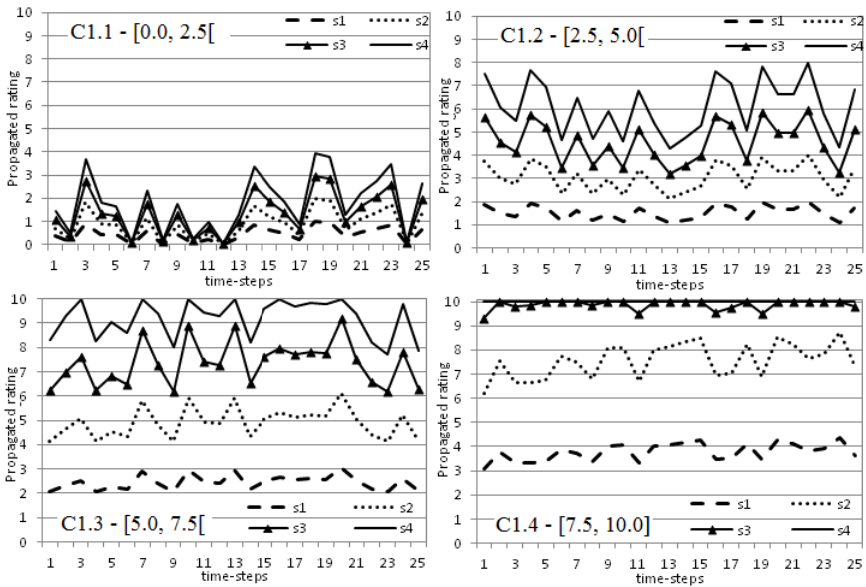 C1.1 - [0.0, 2.5[
s1 s2
s3 s4
Propagated rating
10
9
8
7
6
5
4
3
2
1
0
1 3 5 7 9 11 13 15 17 19 21 23 25
time-steps
C1.2 - [2.5, 5.0[
s1 s2
s3 s4
Propagated rating
10
9
8
7
6
5
4
3
2
1
0
1 3 5 7 9 11 13 15 17 19 21 23 25
time-steps
Propagated rating
10
9
8
7
6
5
4
3
2
1
0
C1.3 - [5.0, 7.5[
s1 s2
s3 s4
1 3 5 7 9 11 13 15 17 19 21 23 25
time-steps
Propagated rating
10
9
8
7
6
5
4
3
2
1
0
C1.4 - [7.5, 10.0]
s1 s2
s3 s4
1 3 5 7 9 11 13 15 17 19 21 23 25
time-steps